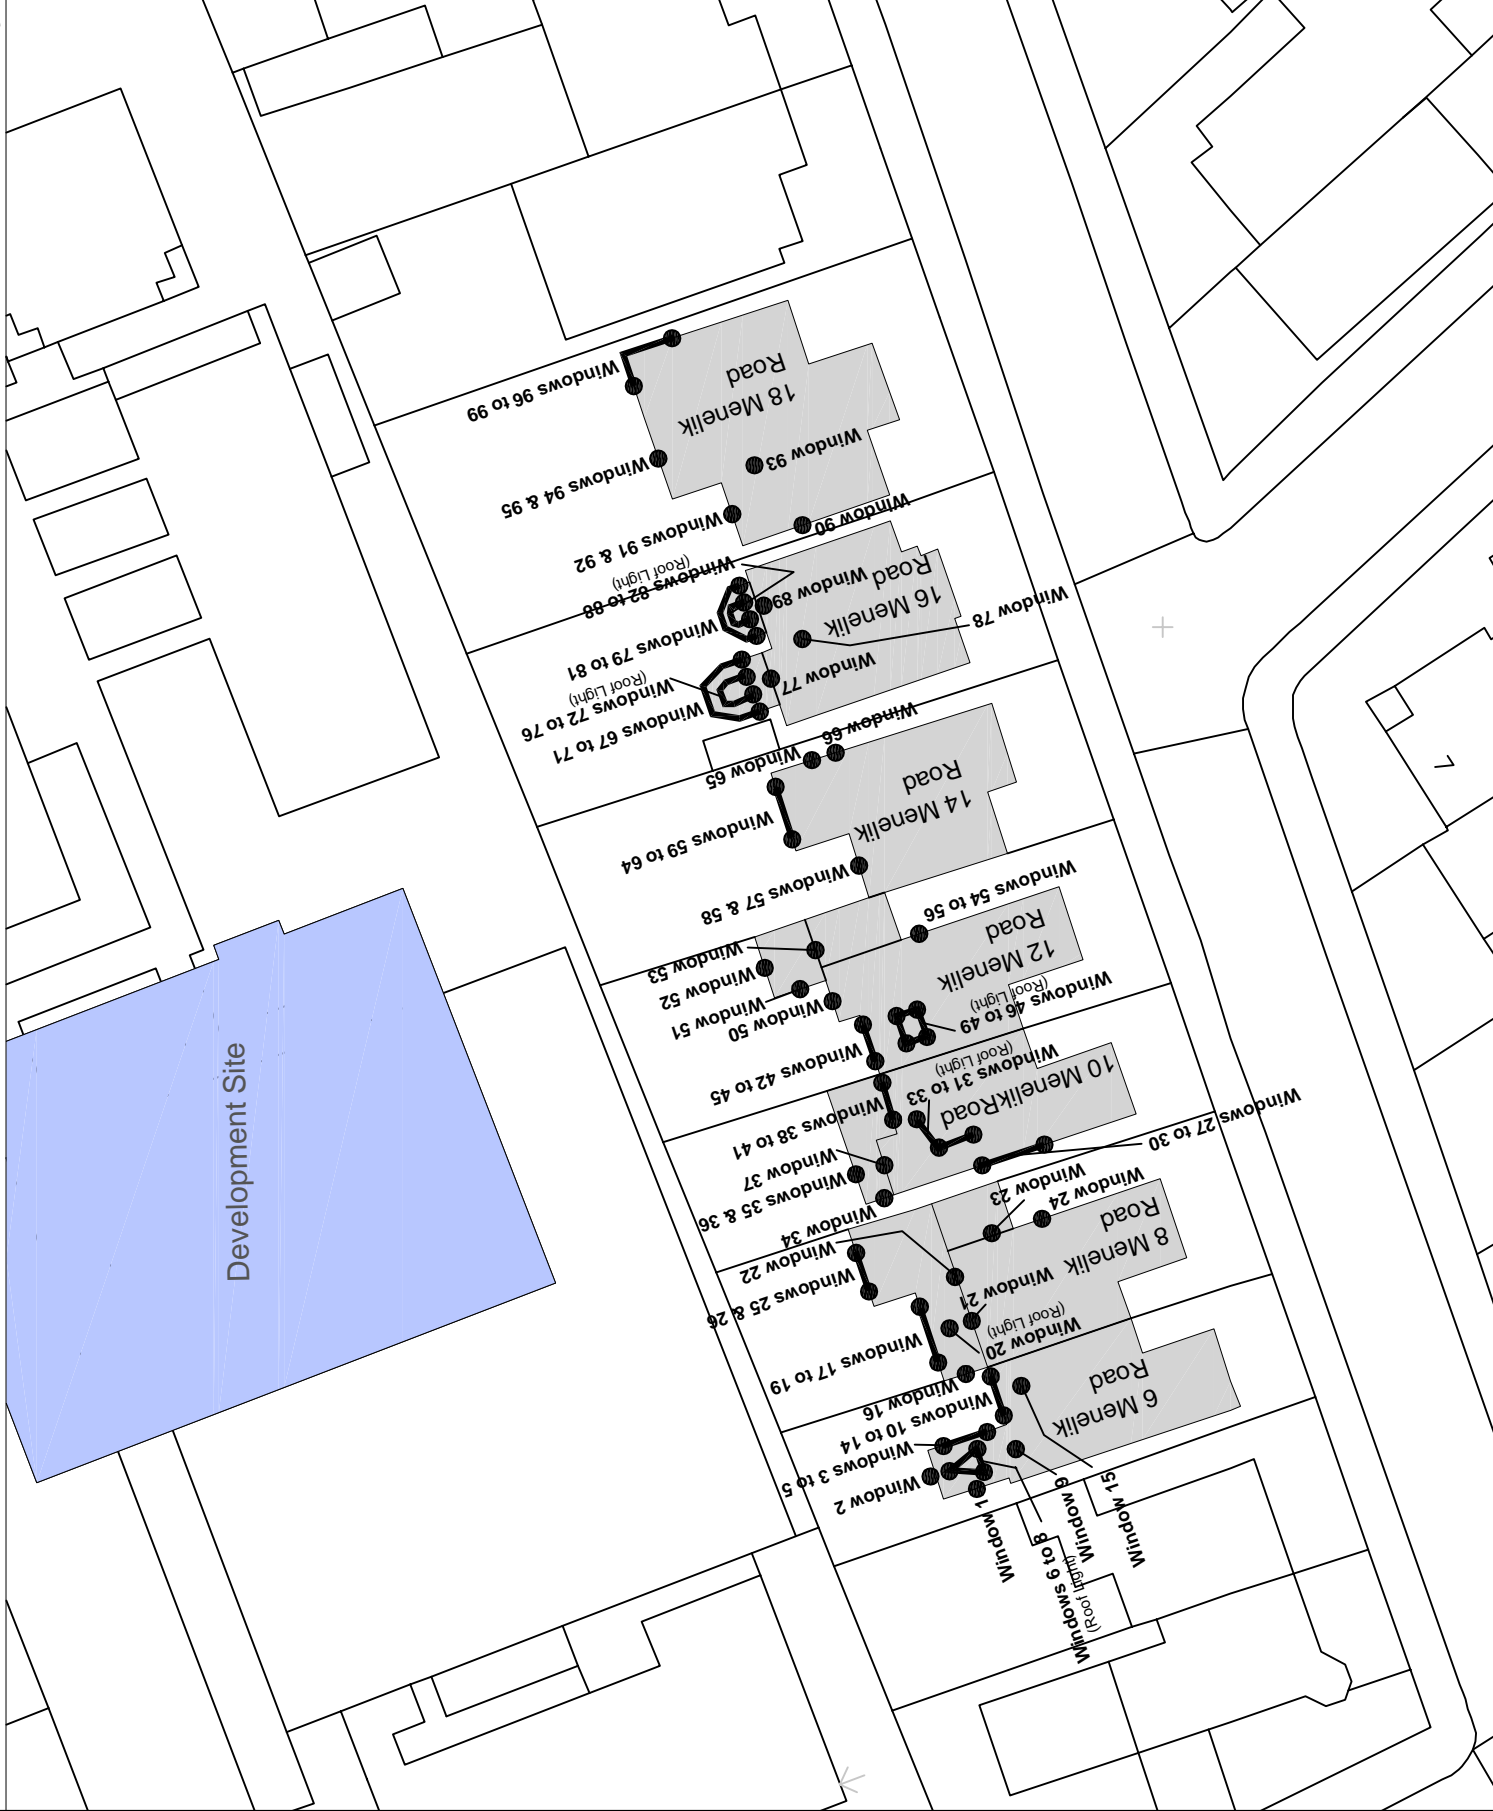 Windows 96 to 99
18 Menelik
Road
Windows 94 & 95
Window 93
Windows 91 & 92
Window 90
Windows 82 to 88
(Roof Light)
Window 89
16 Menelik
Road
Windows 79 to 81
Window 78
Window 77
Windows 72 to 76
(Roof Light)
Windows 67 to 71
Window 66
Window 65
14 Menelik
Road
Windows 59 to 64
Windows 57 & 58
Windows 54 to 56
12 Menelik
Road
Window 53
Window 52
Window 51
Window 50
Windows 46 to 49
(Roof Light)
Windows 42 to 45
Windows 31 to 33
(Roof Light)
10 Menelik Road
Windows 38 to 41
Window 37
Windows 35 & 36
Window 34
Windows 27 to 30
Window 23
Window 24
8 Menelik
Road
Window 22
Windows 25 & 26
Window 21
Window 20
(Roof Light)
Windows 17 to 19
Window 16
6 Menelik
Road
Windows 10 to 14
Windows 3 to 5
Window 2
Window 1
Windows 6 to 8
(Roof Light)
Window 9
Window 15
Development Site
7